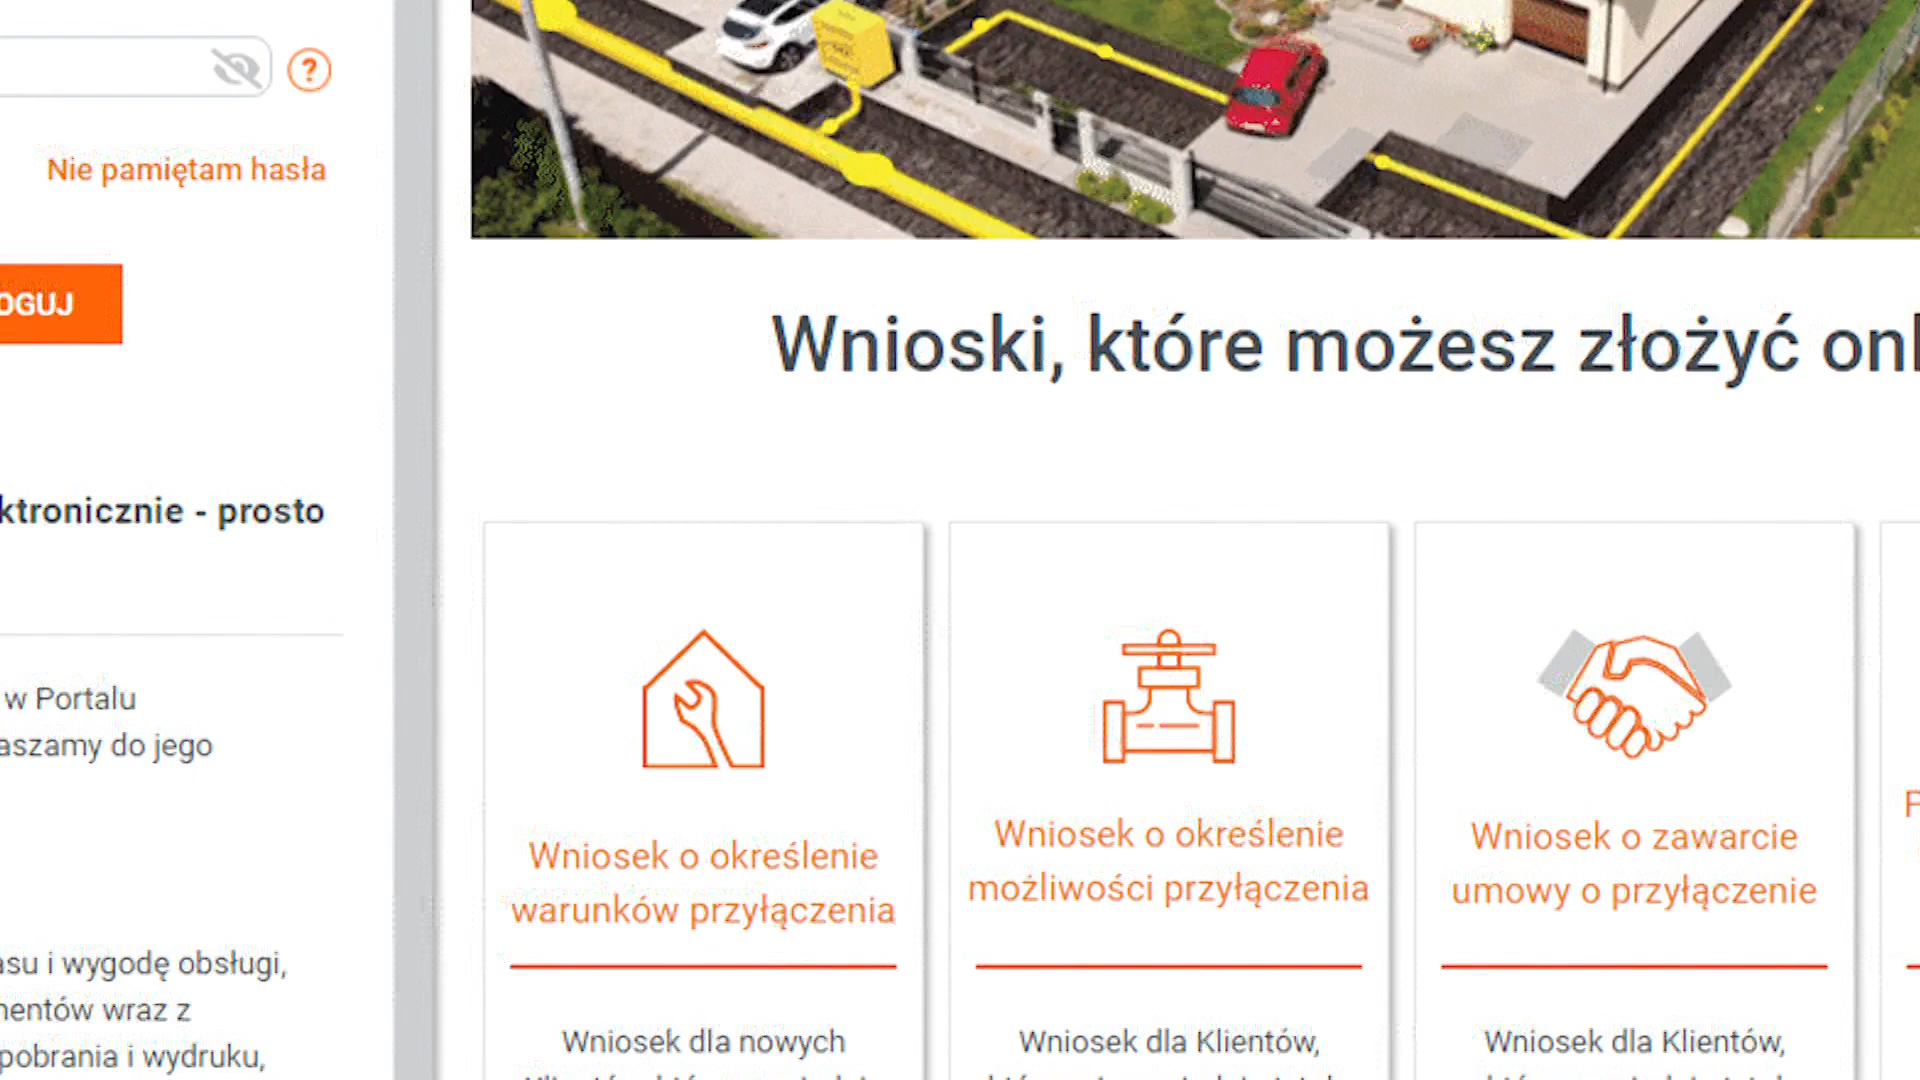 ?
Nie pamiętam hasła
OGUJ
ktronicznie - prosto
w Portalu
aszamy do jego
asu i wygodę obsługi,
nentów wraz z
pobrania i wydruku,
Wnioski, które możesz złożyć onl
Wniosek o określenie
warunków przyłączenia
Wniosek dla nowych
Wniosek o określenie
możliwości przyłączenia
Wniosek dla Klientów,
Wniosek o zawarcie
umowy o przyłączenie
Wniosek dla Klientów,
P